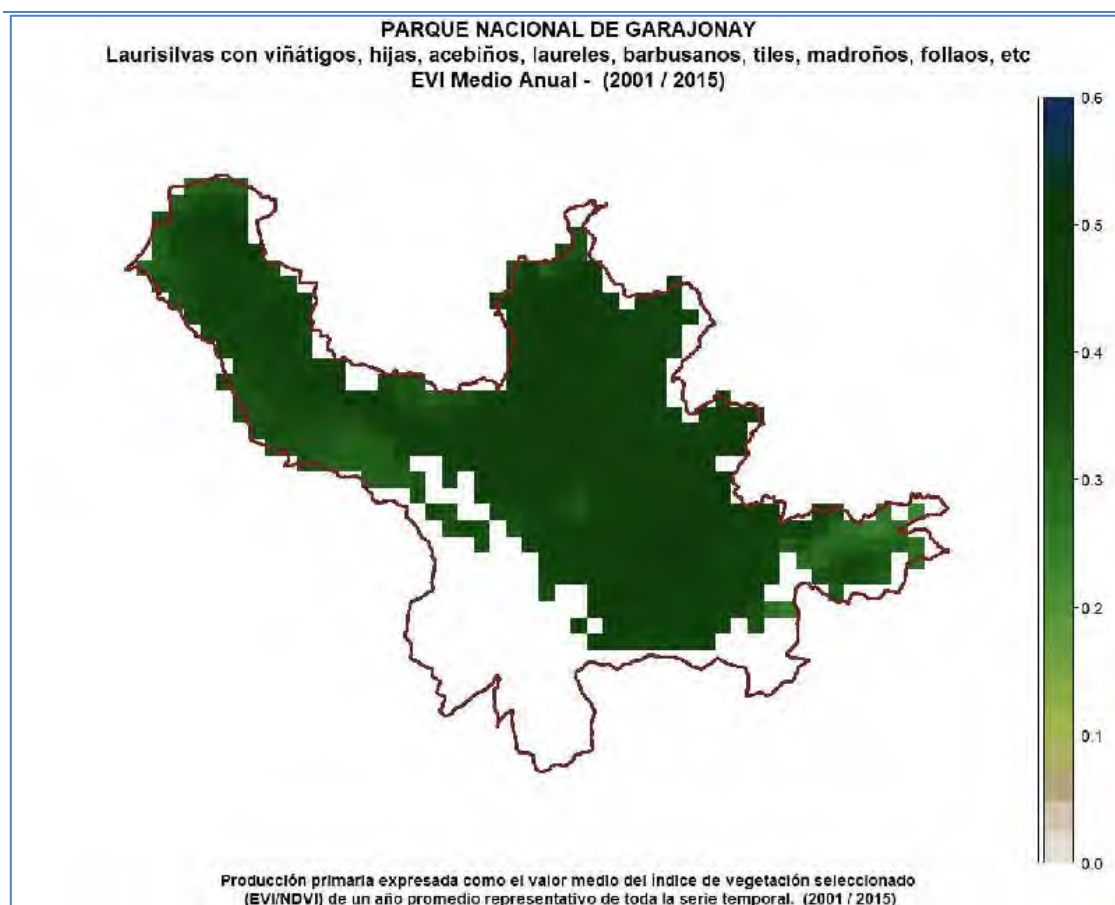 PARQUE NACIONAL DE GARAJONAY
Laurisilvas con viñátigos, hijas, acebiños, laureles, barbusanos, tiles, madroños, follaos, etc
EVI Medio Anual - (2001 / 2015)
0.6
0.5
0.4
0.3
0.2
0.1
0.0
Producción primaria expresada como el valor medio del índice de vegetación seleccionado
(EVI/NDVI) de un año promedio representativo de toda la serie temporal. (2001 / 2015)